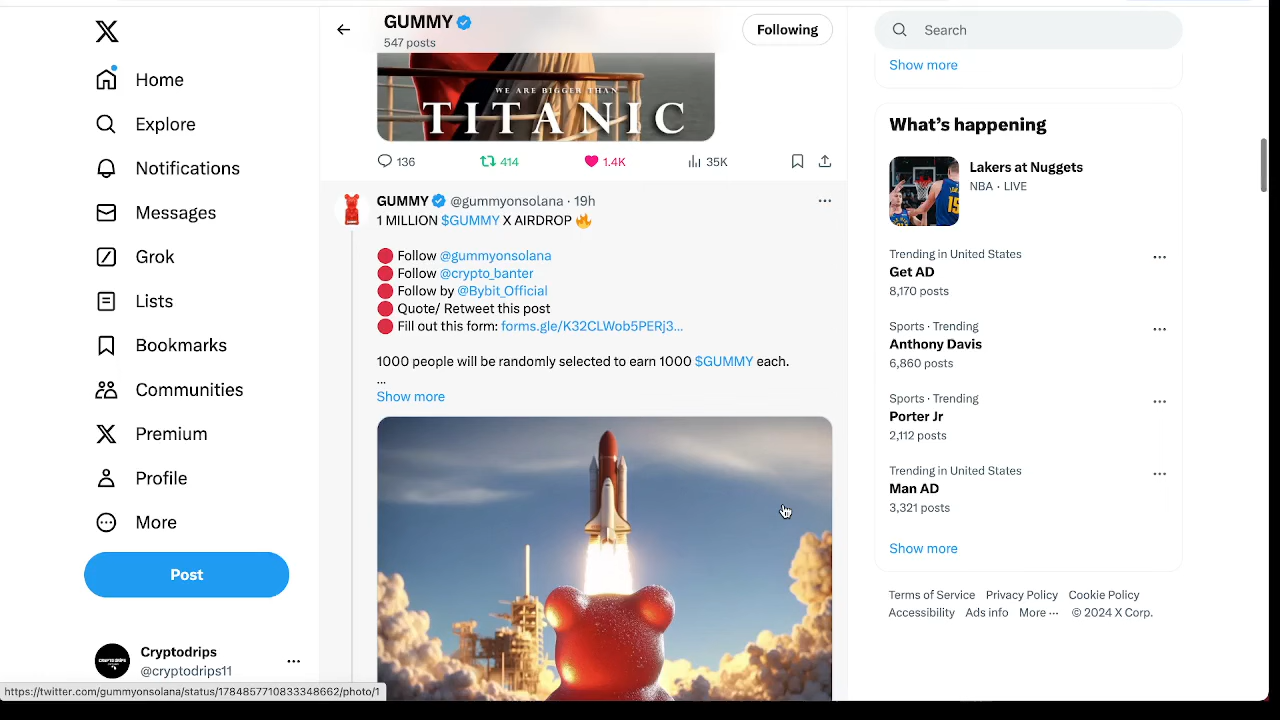 GUMMY
547 posts
Following
WE ARE BIGGER THAN
TITANIC
136
414
1.4K
35K
GUMMY @gummyonsolana · 19h
1 MILLION $GUMMY X AIRDROP 🔥
🔴 Follow @gummyonsolana
🔴 Follow @crypto_banter
🔴 Follow by @Bybit_Official
🔴 Quote/ Retweet this post
🔴 Fill out this form: forms.gle/K32CLWob5PERj3...
1000 people will be randomly selected to earn 1000 $GUMMY each.
...
Show more
Home
Explore
Notifications
Messages
Grok
Lists
Bookmarks
Communities
Premium
Profile
More
Post
Cryptodrips
@cryptodrips11
https://twitter.com/gummyonsolana/status/1784857710833348662/photo/1
Search
Show more
What's happening
Lakers at Nuggets
NBA · LIVE
Trending in United States
Get AD
8,170 posts
Sports · Trending
Anthony Davis
6,860 posts
Sports · Trending
Porter Jr
2,112 posts
Trending in United States
Man AD
3,321 posts
Show more
Terms of Service Privacy Policy Cookie Policy
Accessibility Ads info More ··· © 2024 X Corp.